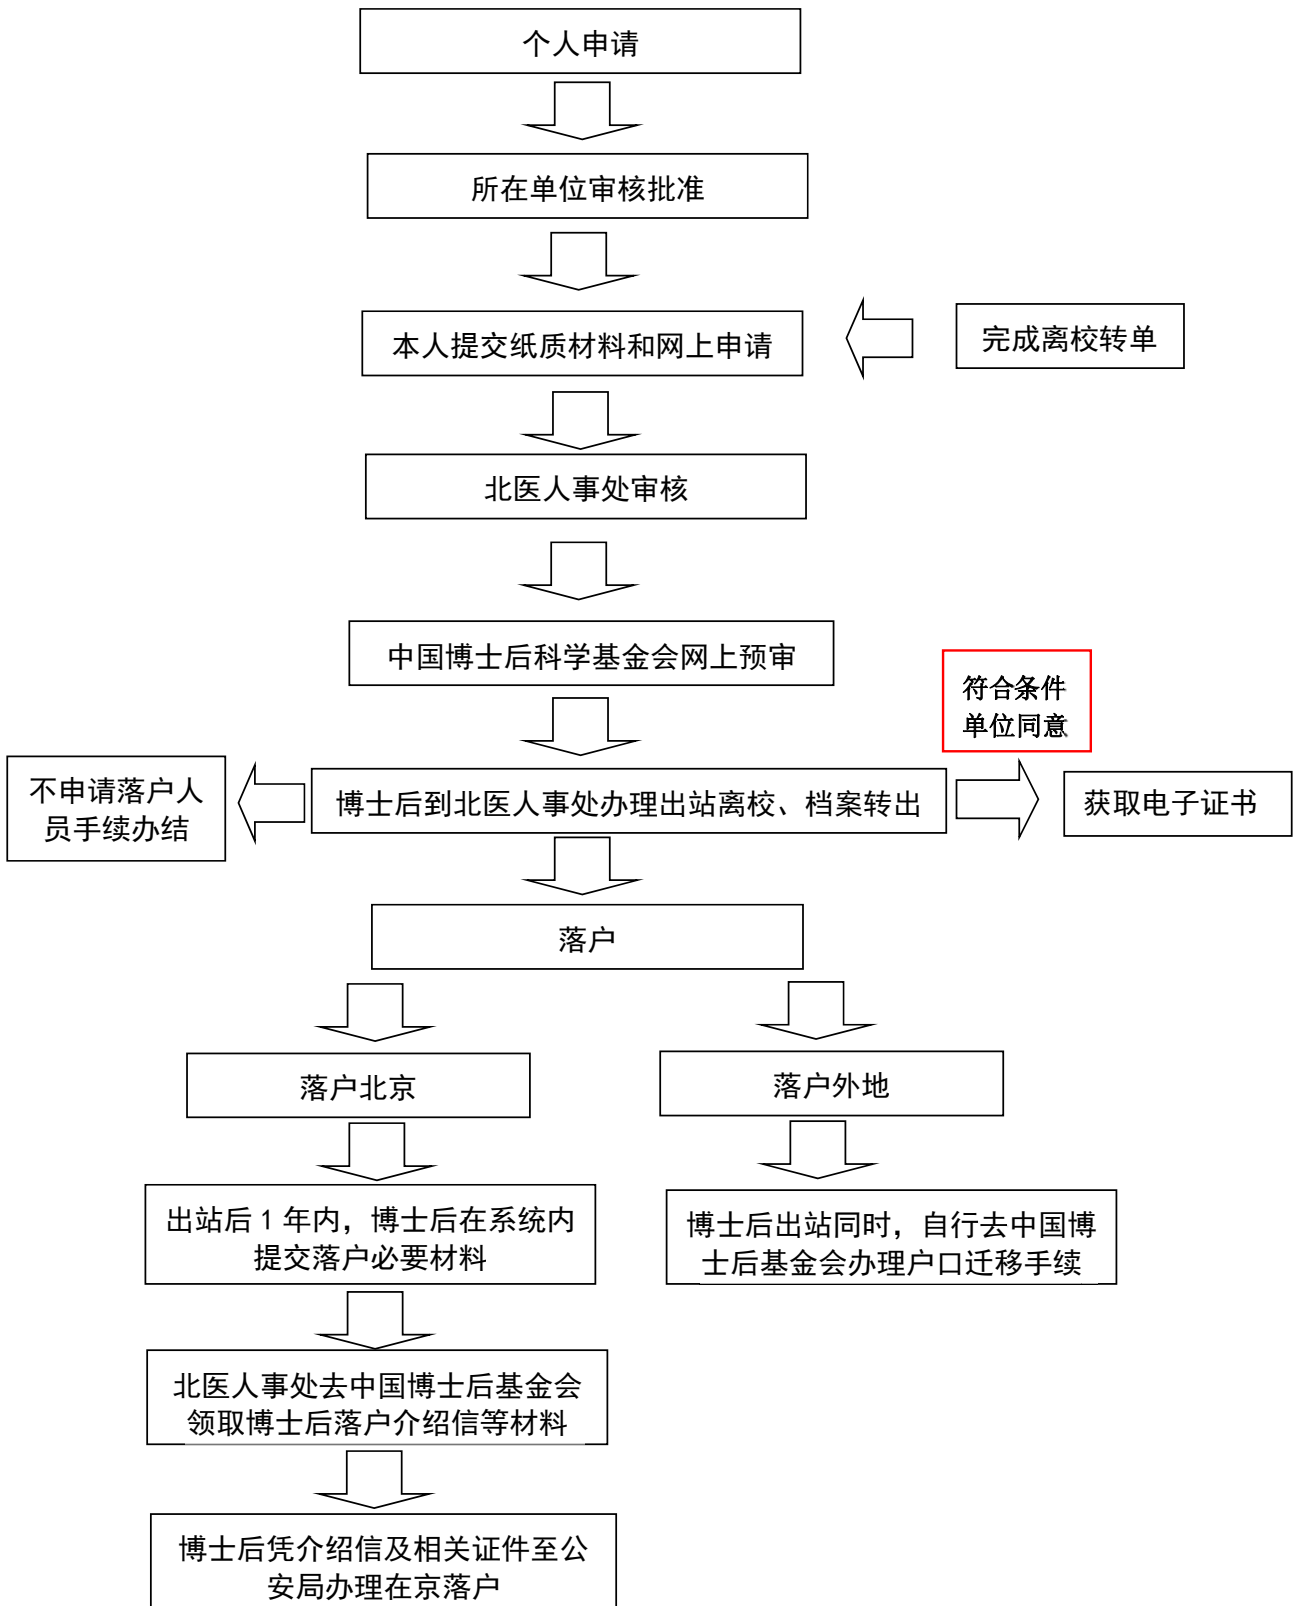 个人申请
所在单位审核批准
本人提交纸质材料和网上申请
完成离校转单
北医人事处审核
中国博士后科学基金会网上预审
符合条件
单位同意
不申请落户人
员手续办结
博士后到北医人事处办理出站离校、档案转出
获取电子证书
落户
落户北京
落户外地
出站后1年内，博士后在系统内
提交落户必要材料
博士后出站同时，自行去中国博
士后基金会办理户口迁移手续
北医人事处去中国博士后基金会
领取博士后落户介绍信等材料
博士后凭介绍信及相关证件至公
安局办理在京落户